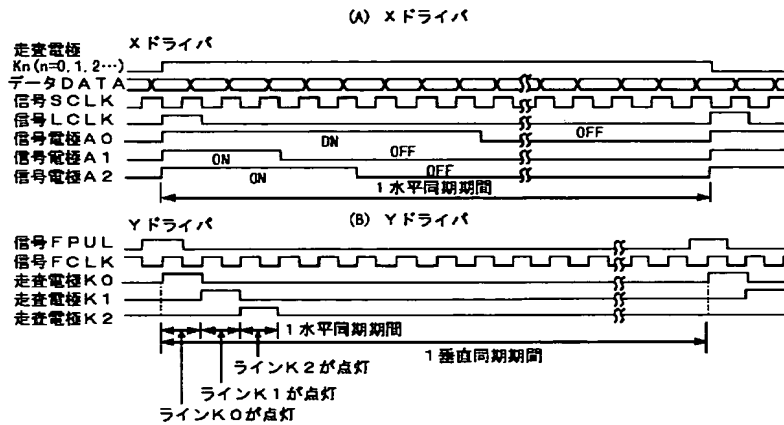 (A) Xドライバ
Xドライバ
走査電極
Kn(n=0,1,2…)
データDATA
信号SCLK
信号LCLK
信号電極A0
ON
OFF
信号電極A1
ON
OFF
信号電極A2
ON
OFF
1水平同期期間
Yドライバ
(B) Yドライバ
信号FPUL
信号FCLK
走査電極K0
走査電極K1
走査電極K2
1水平同期期間
1垂直同期期間
ラインK2が点灯
ラインK1が点灯
ラインK0が点灯